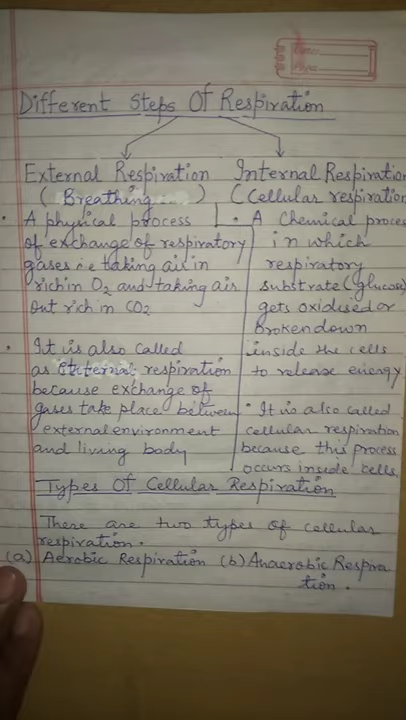 Date
Page
Different Steps Of Respiration
External Respiration
(Breathing)
• A physical process
of exchange of respiratory
gases i.e taking air in
rich in O2 and taking air
out rich in CO2
• It is also called
as external respiration
because exchange of
gases take place between
external environment
and living body
Internal Respiration
(Cellular respiration
• A Chemical proces
in which
respiratory
substrate (glucose)
gets oxidised or
broken down
inside the cells
to release energy
• It is also called
cellular respiration
because this process
occurs inside cells.
Types Of Cellular Respiration
There are two types of cellular
respiration.
(a) Aerobic Respiration (b) Anaerobic Respira
tion.